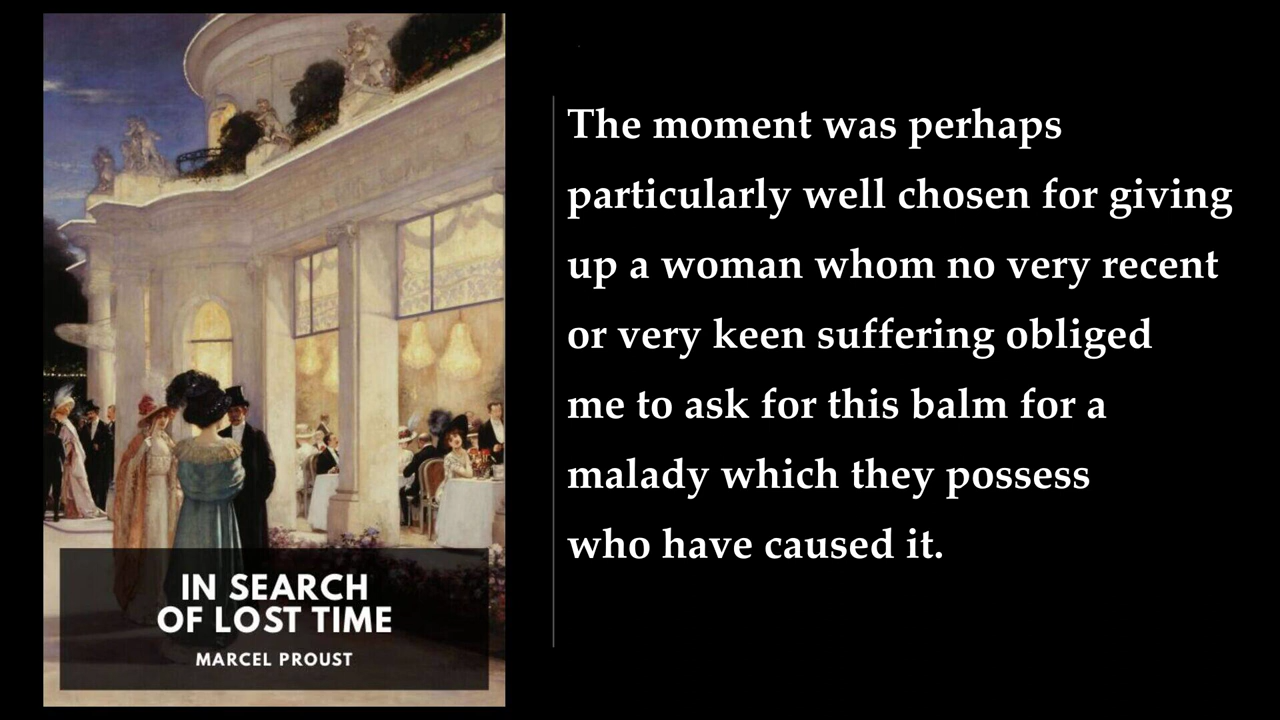 IN SEARCH
OF LOST TIME
MARCEL PROUST
The moment was perhaps
particularly well chosen for giving
up a woman whom no very recent
or very keen suffering obliged
me to ask for this balm for a
malady which they possess
who have caused it.